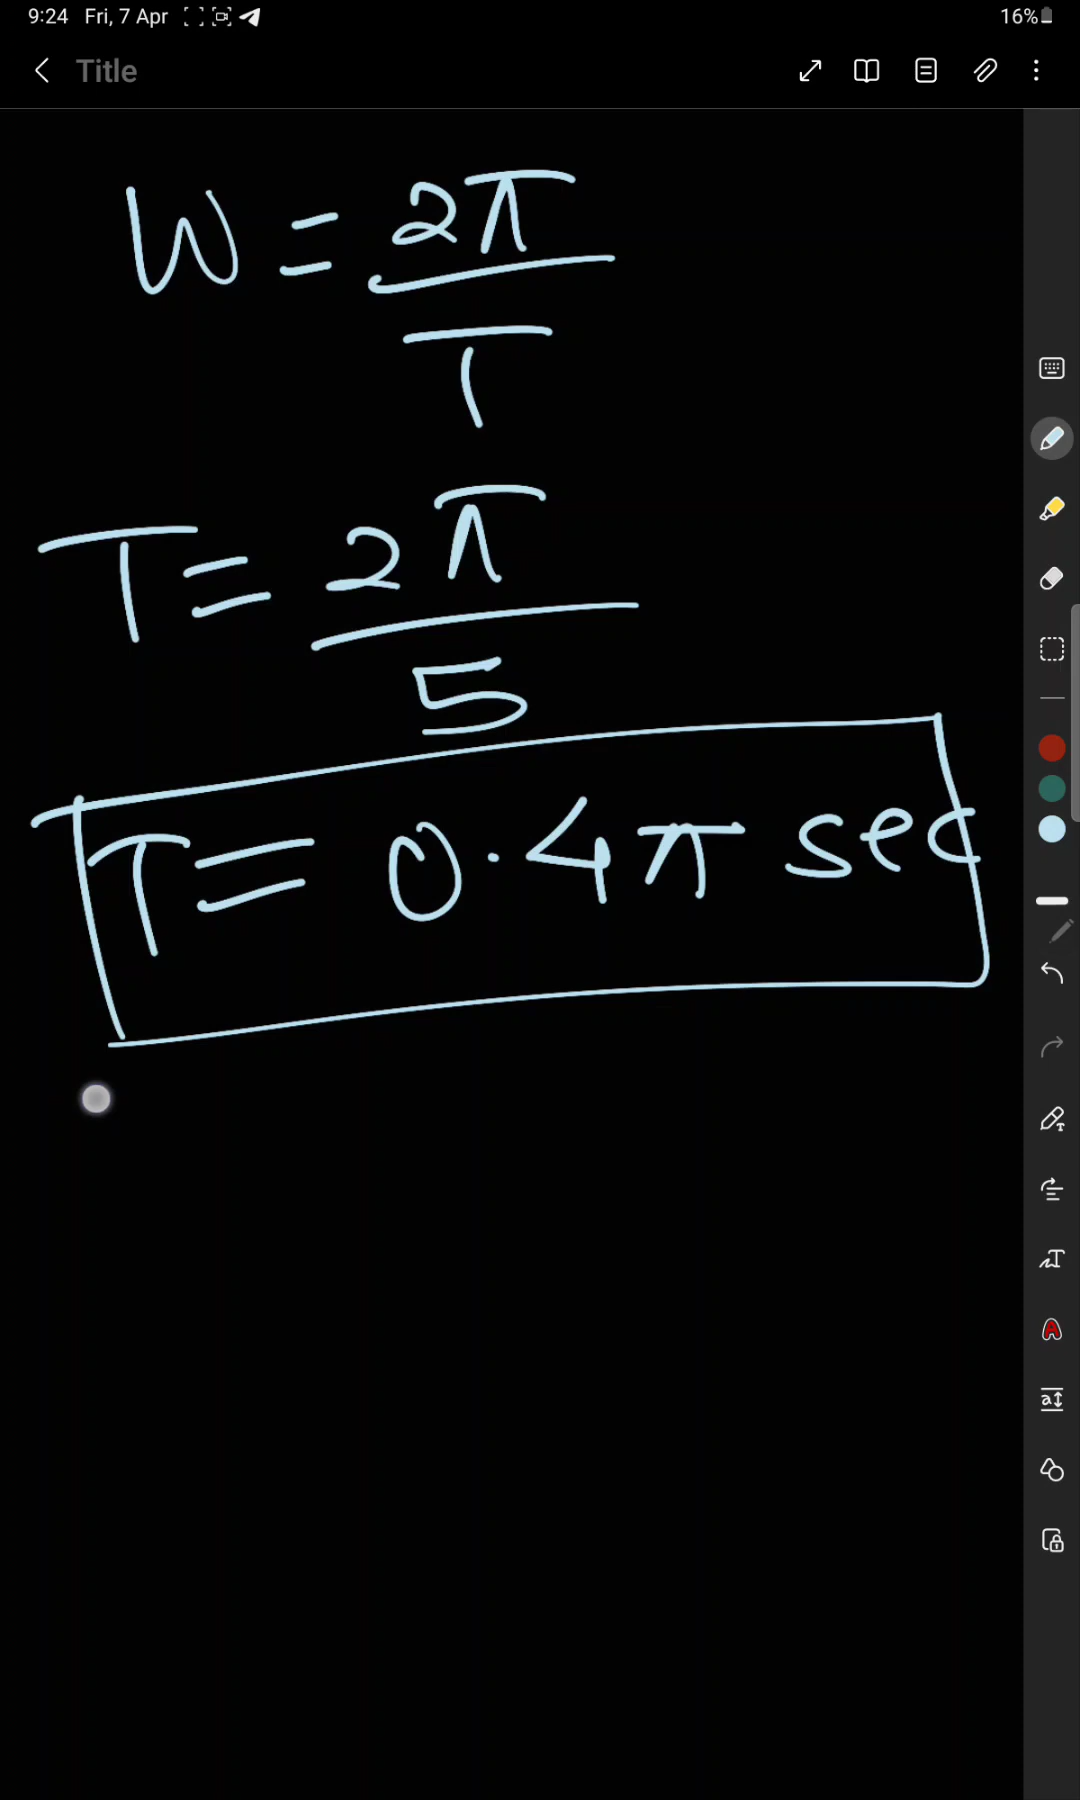 9:24 Fri, 7 Apr 16%
Title
W = 2π
T
T = 2π
5
T = 0.4π sec